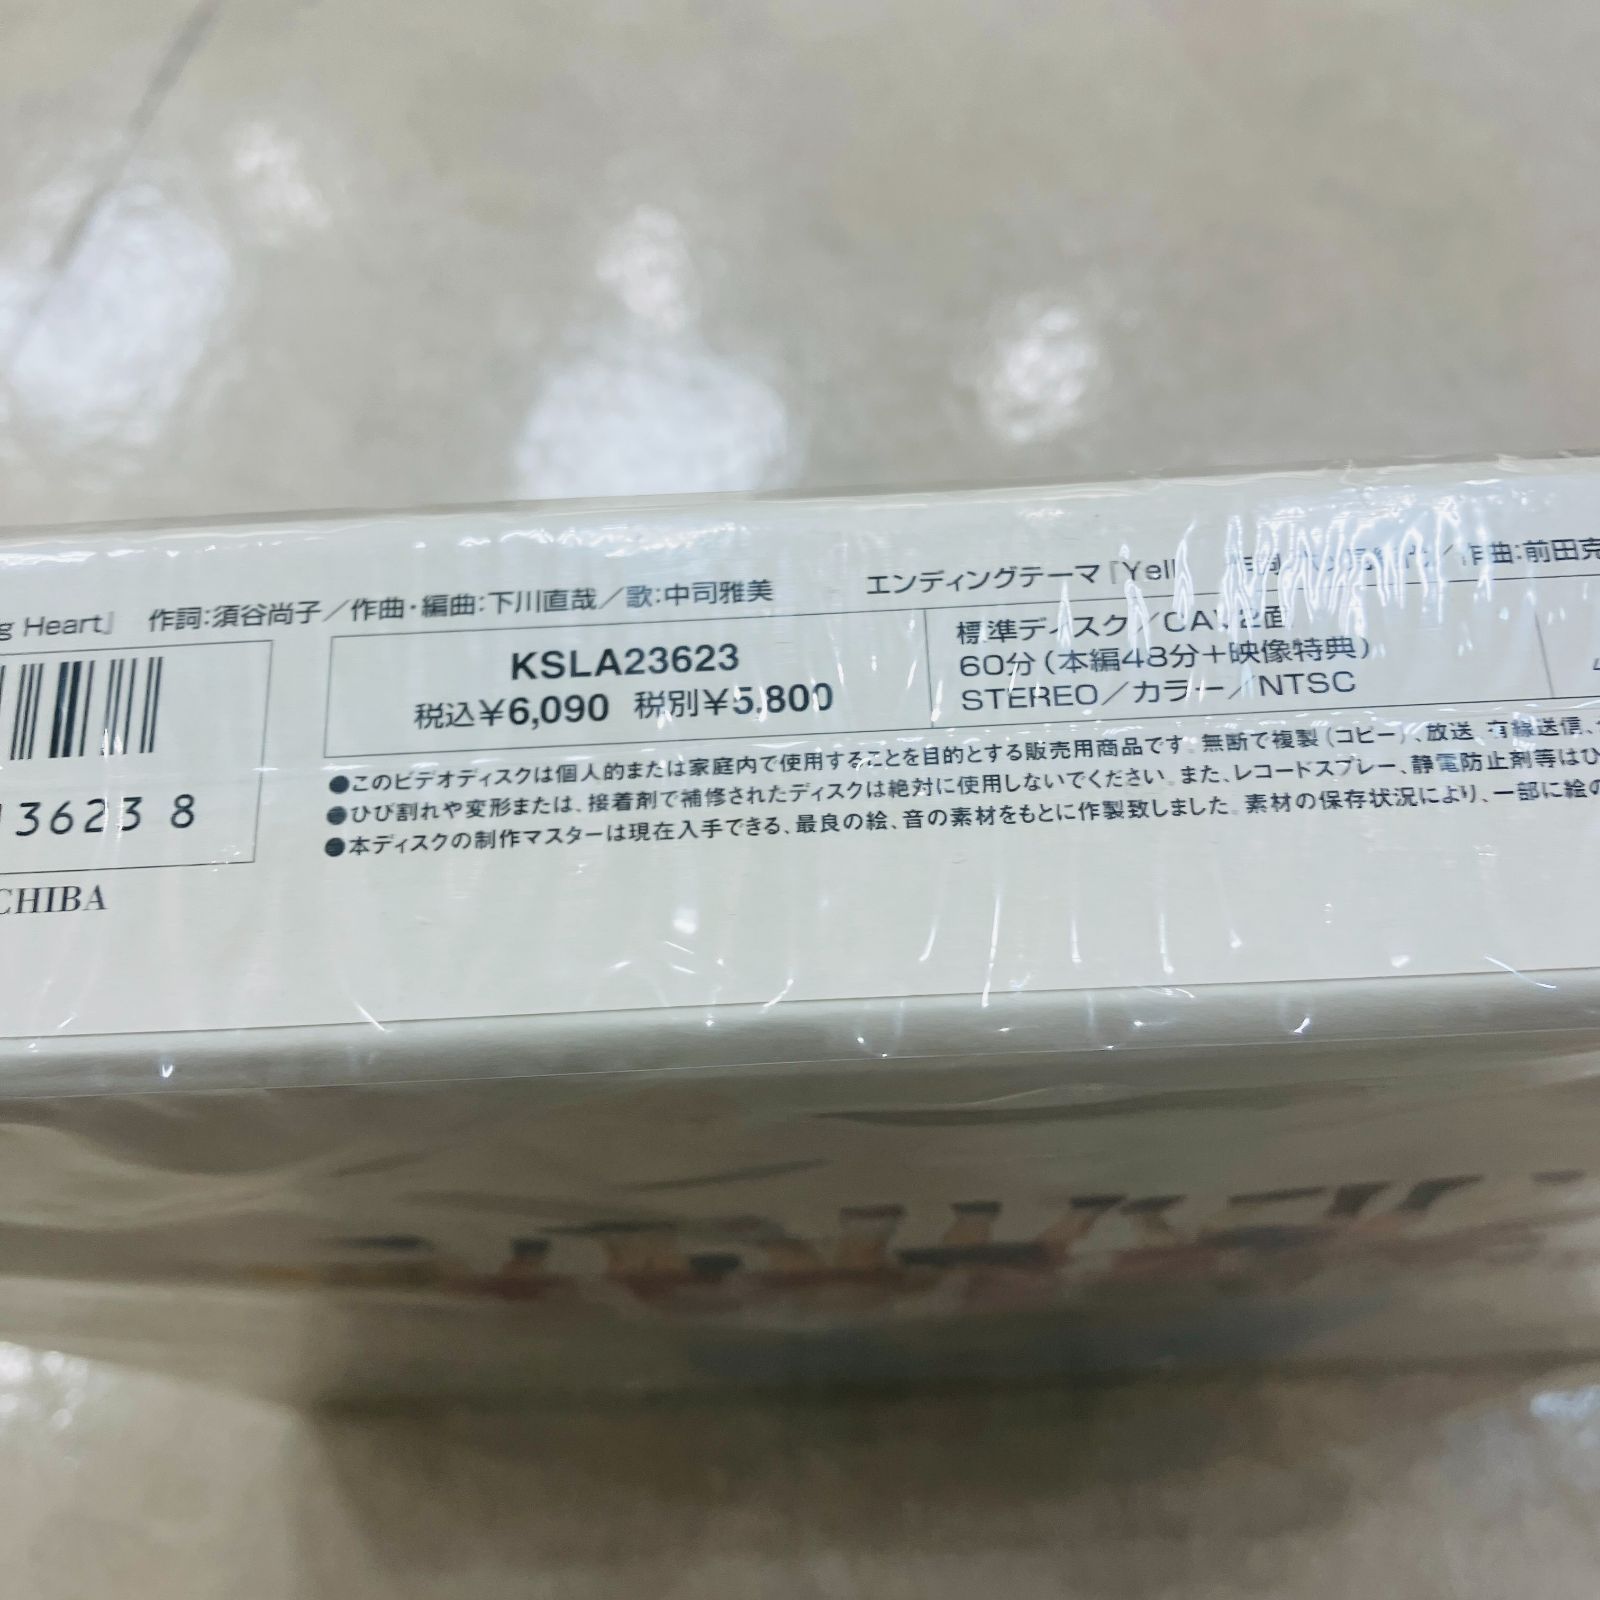 g Heart』 作詞:須谷尚子／作曲・編曲:下川直哉／歌:中司雅美 エンディングテーマ『Yell 作曲:前田克
KSLA23623
税込¥6,090 税別¥5,800
標準ディスク／CAV2面
60分(本編48分+映像特典)
STEREO／カラー／NTSC
●このビデオディスクは個人的または家庭内で使用することを目的とする販売用商品です。無断で複製(コピー)、放送、有線送信、
●ひび割れや変形または、接着剤で補修されたディスクは絶対に使用しないでください。また、レコードスプレー、静電防止剤等はひ
●本ディスクの制作マスターは現在入手できる、最良の絵、音の素材をもとに作製致しました。素材の保存状況により、一部に絵の
36238
CHIBA